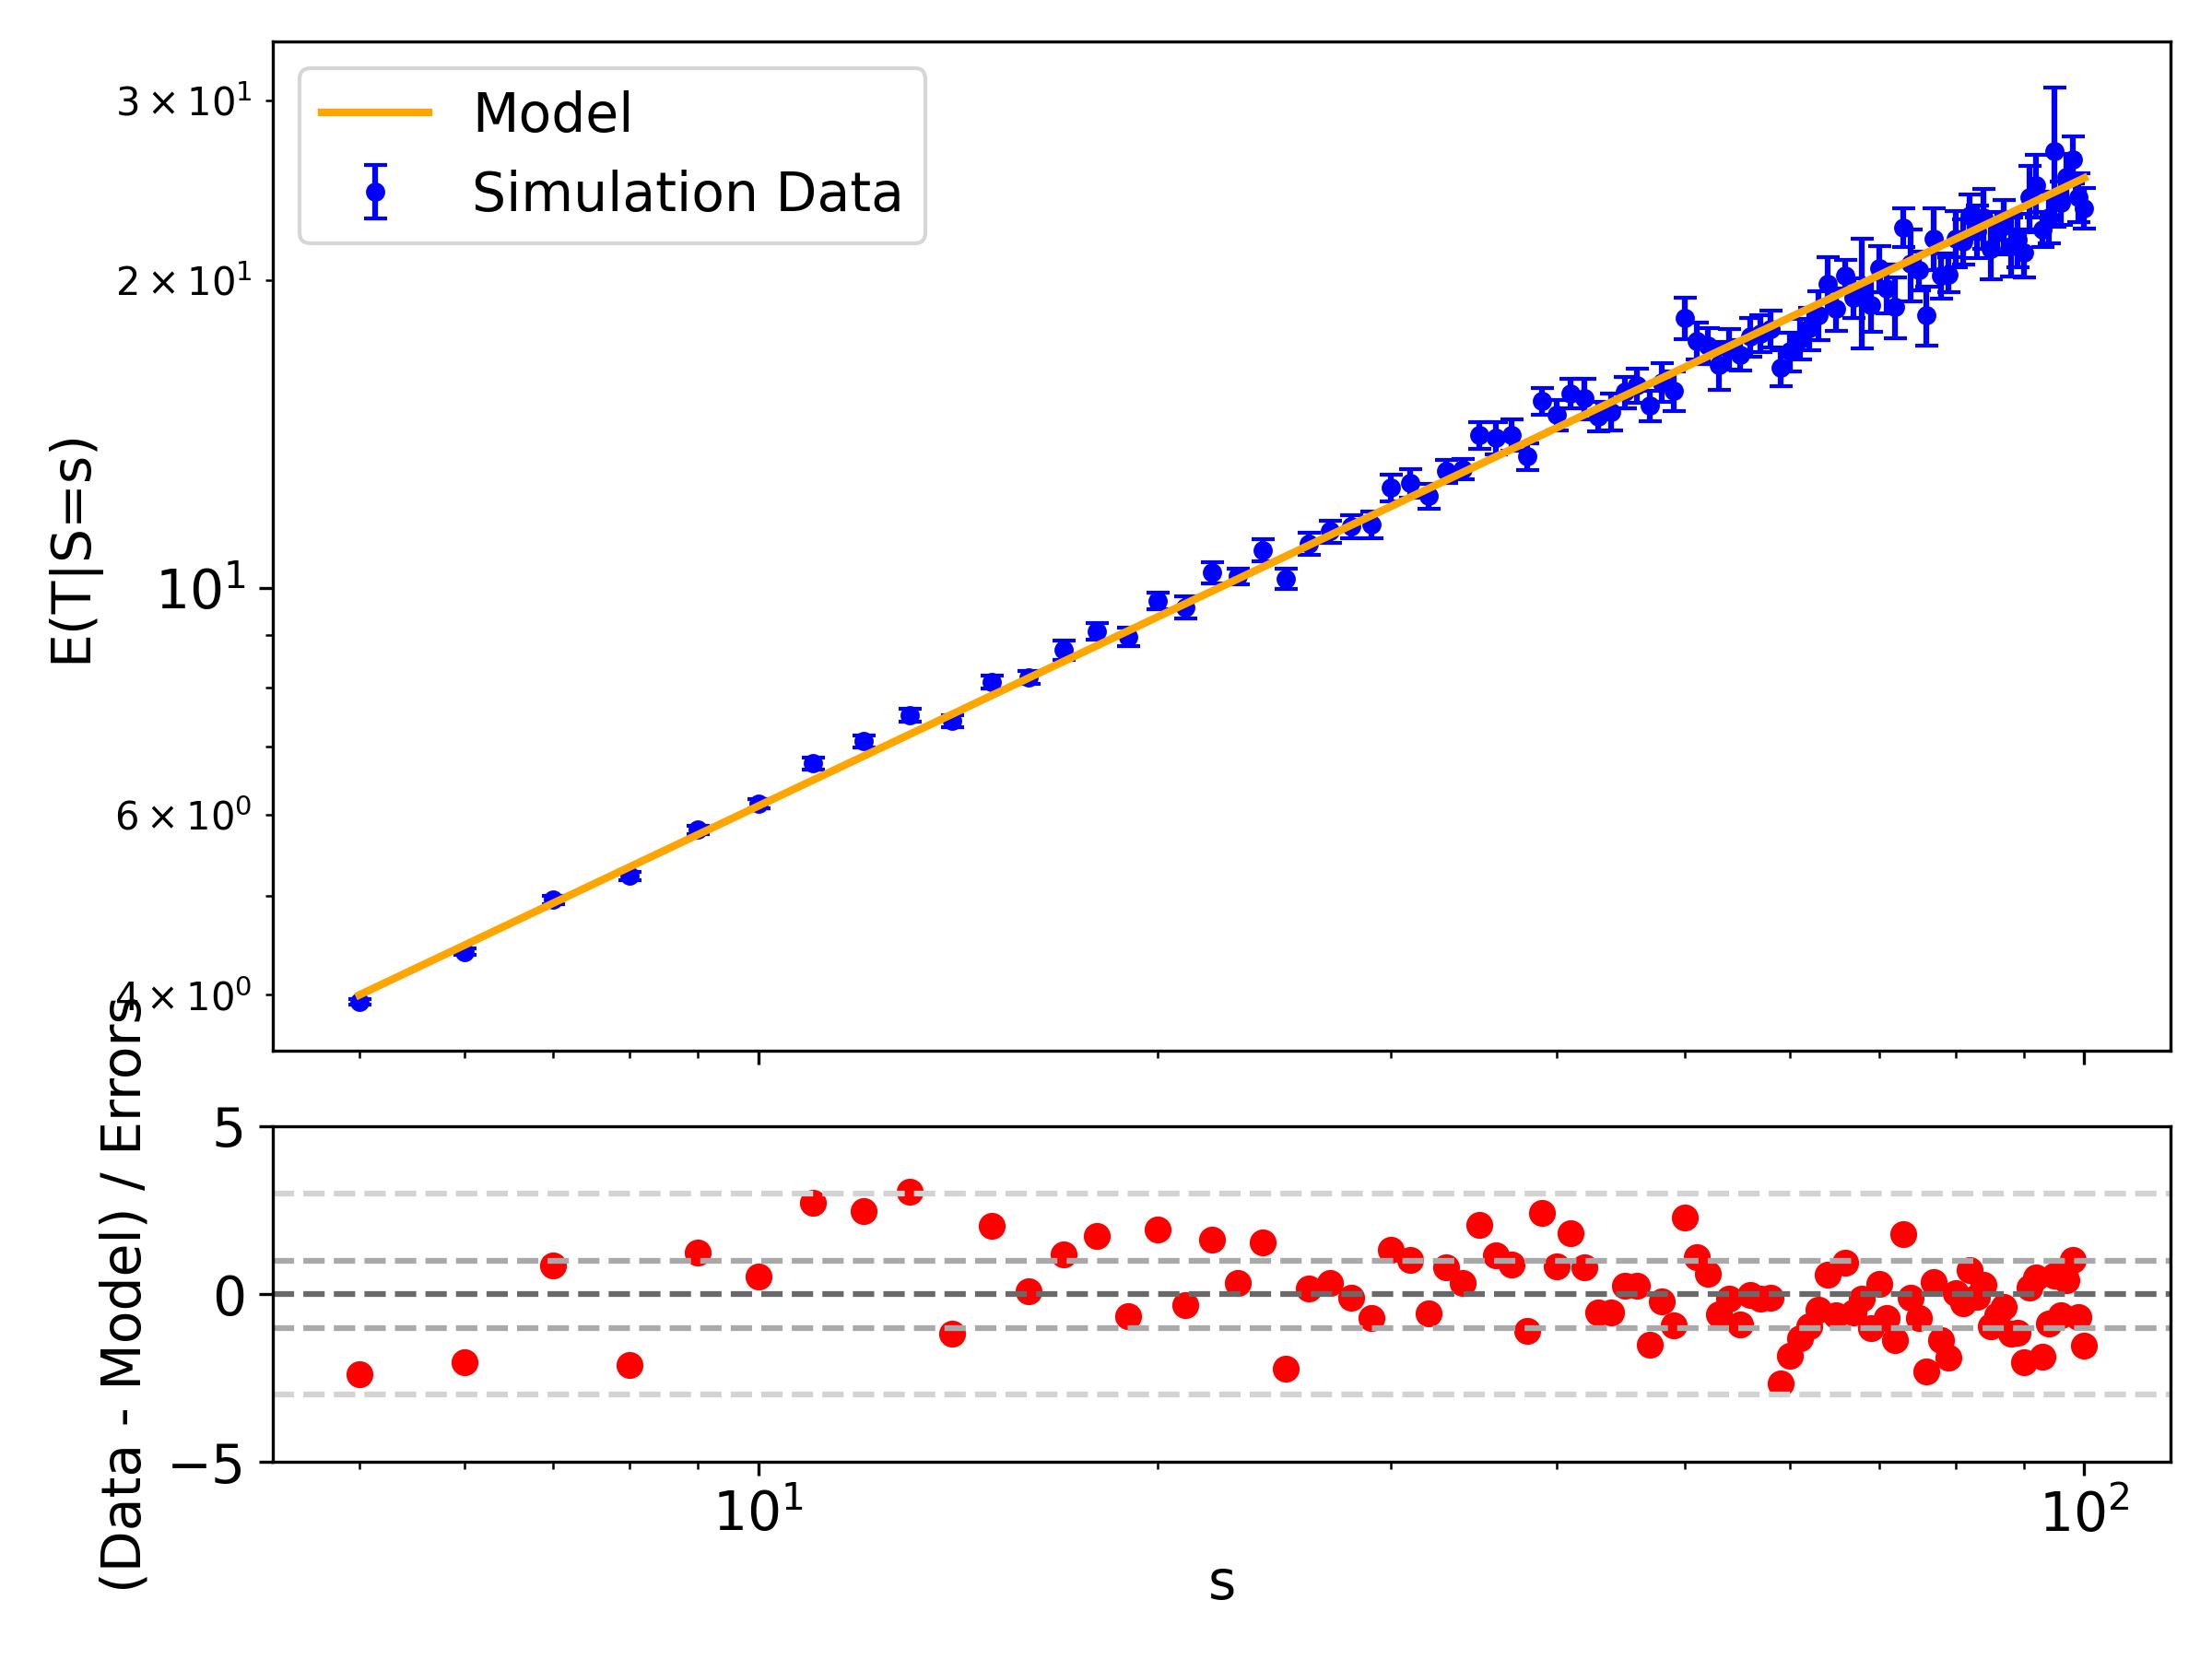 3 × 10¹
2 × 10¹
10¹
6 × 10⁰
4 × 10⁰
E(T|S=s)
Model
Simulation Data
5
0
−5
(Data - Model) / Errors
10¹
10²
s